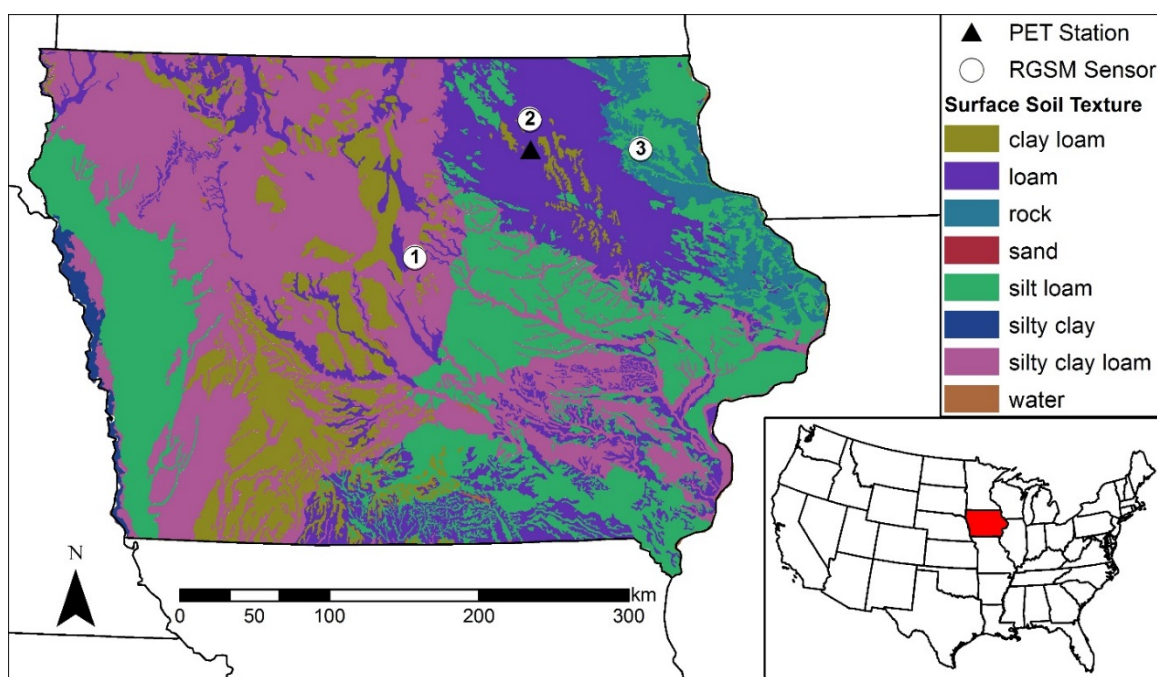 PET Station
RGSM Sensor
Surface Soil Texture
clay loam
loam
rock
sand
silt loam
silty clay
silty clay loam
water
2
3
1
N
km
0 50 100 200 300